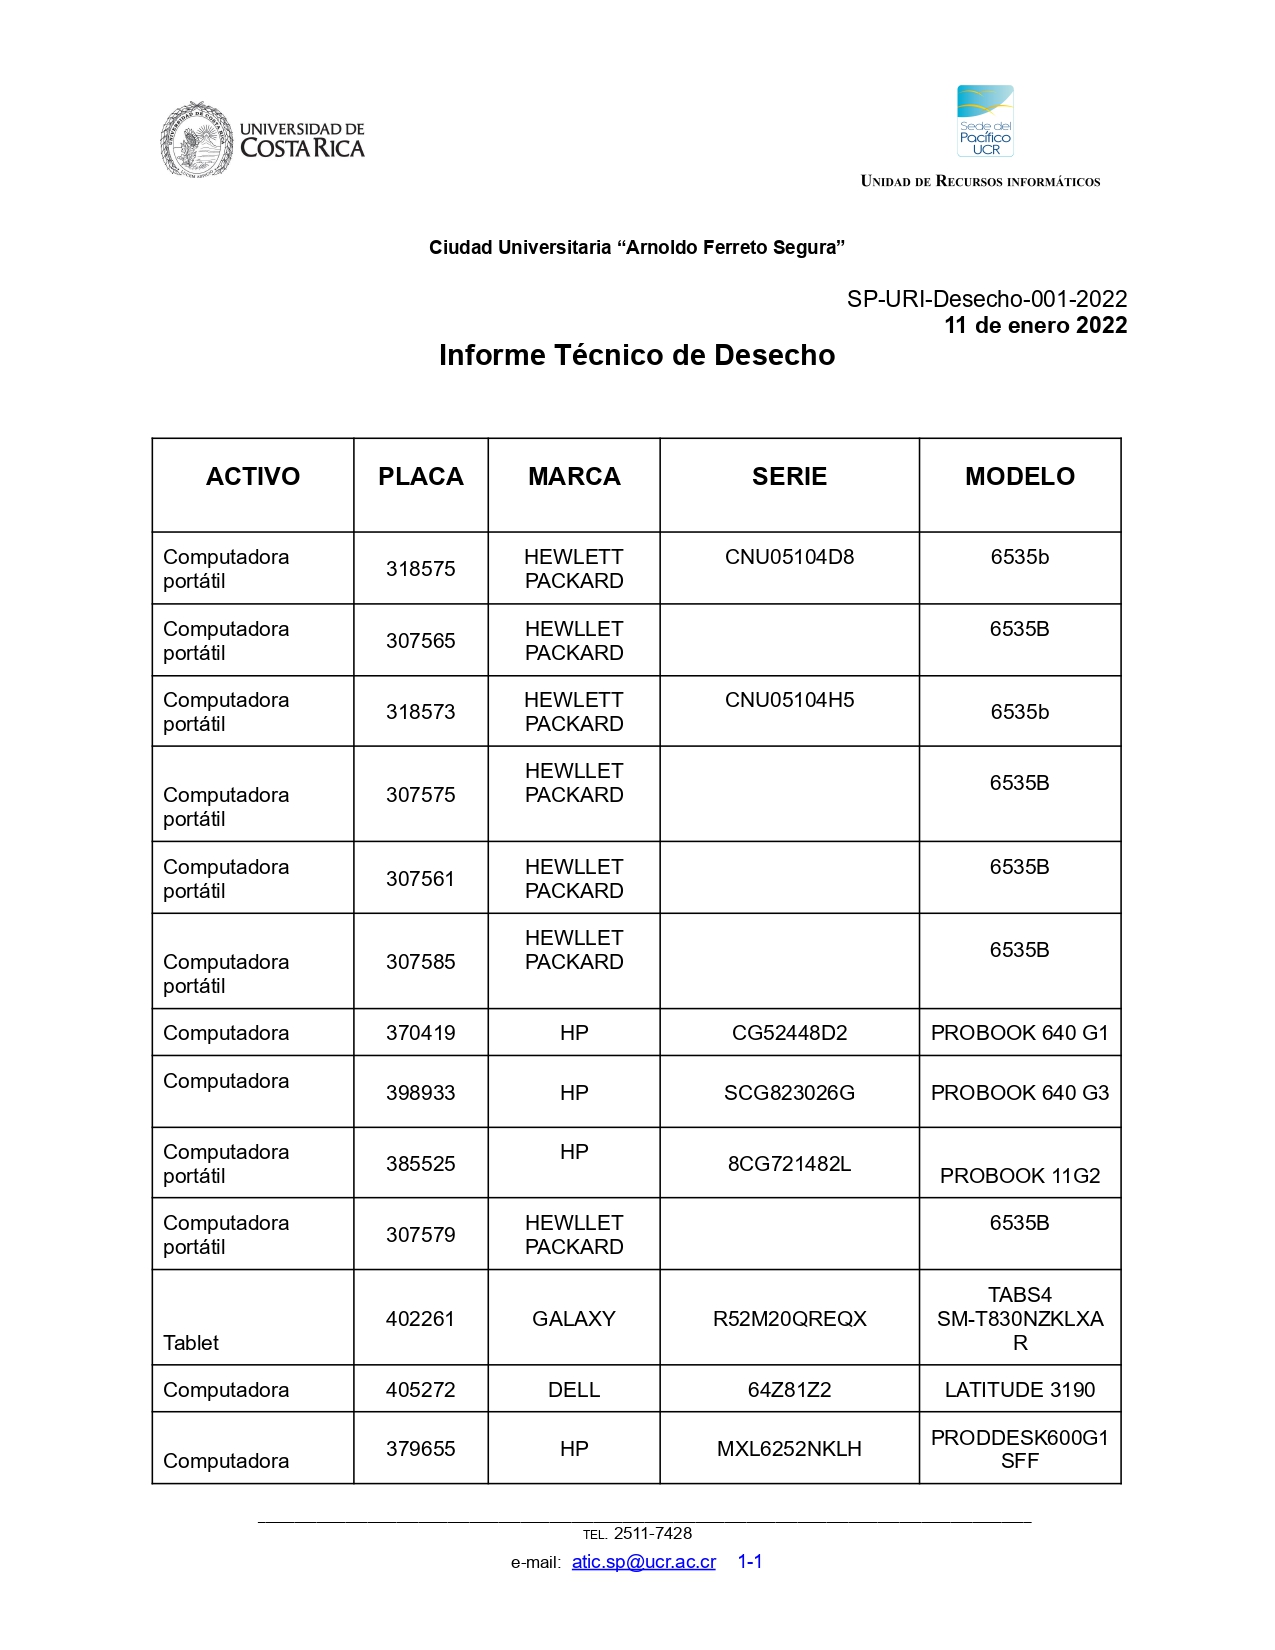 UNIVERSIDAD DE
COSTA RICA
Sede del
Pacífico
UCR
UNIDAD DE RECURSOS INFORMÁTICOS
Ciudad Universitaria “Arnoldo Ferreto Segura”
SP-URI-Desecho-001-2022
11 de enero 2022
Informe Técnico de Desecho
ACTIVO PLACA MARCA SERIE MODELO
Computadora portátil 318575 HEWLETT PACKARD CNU05104D8 6535b
Computadora portátil 307565 HEWLLET PACKARD 6535B
Computadora portátil 318573 HEWLETT PACKARD CNU05104H5 6535b
Computadora portátil 307575 HEWLLET PACKARD 6535B
Computadora portátil 307561 HEWLLET PACKARD 6535B
Computadora portátil 307585 HEWLLET PACKARD 6535B
Computadora 370419 HP CG52448D2 PROBOOK 640 G1
Computadora 398933 HP SCG823026G PROBOOK 640 G3
Computadora portátil 385525 HP 8CG721482L PROBOOK 11G2
Computadora portátil 307579 HEWLLET PACKARD 6535B
Tablet 402261 GALAXY R52M20QREQX TABS4 SM-T830NZKLXA R
Computadora 405272 DELL 64Z81Z2 LATITUDE 3190
Computadora 379655 HP MXL6252NKLH PRODDESK600G1 SFF
TEL. 2511-7428
e-mail: atic.sp@ucr.ac.cr 1-1